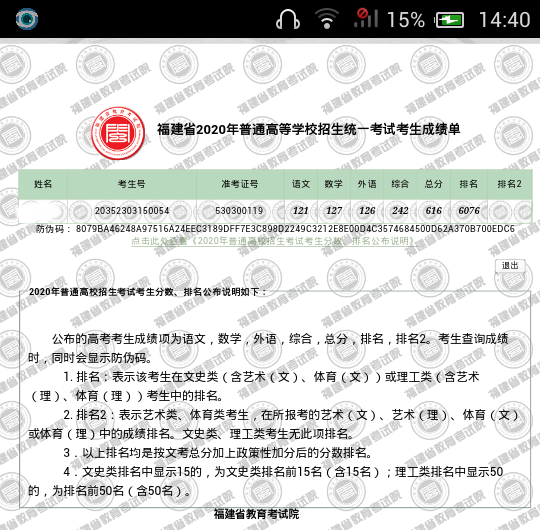 15% 14:40
福建省2020年普通高等学校招生统一考试考生成绩单
姓名 考生号 准考证号 语文 数学 外语 综合 总分 排名 排名2
20352303150054 530300119 121 127 126 242 616 6076
防伪码： 8079BA46248A97516A24EEC3189DFF7E3C898D2249C3212E8E00D4C3574684500D62A370B700EDC6
点击此处查看《2020年普通高校招生考试考生分数、排名公布说明》
退出
2020年普通高校招生考试考生分数、排名公布说明如下：
公布的高考考生成绩项为语文，数学，外语，综合，总分，排名，排名2。考生查询成绩
时，同时会显示防伪码。
1. 排名：表示该考生在文史类（含艺术（文）、体育（文））或理工类（含艺术
（理）、体育（理））考生中的排名。
2. 排名2：表示艺术类、体育类考生，在所报考的艺术（文）、艺术（理）、体育（文）
或体育（理）中的成绩排名。文史类、理工类考生无此项排名。
3．以上排名均是按文考总分加上政策性加分后的分数排名。
4．文史类排名中显示15的，为文史类排名前15名（含15名）；理工类排名中显示50
的，为排名前50名（含50名）。
福建省教育考试院